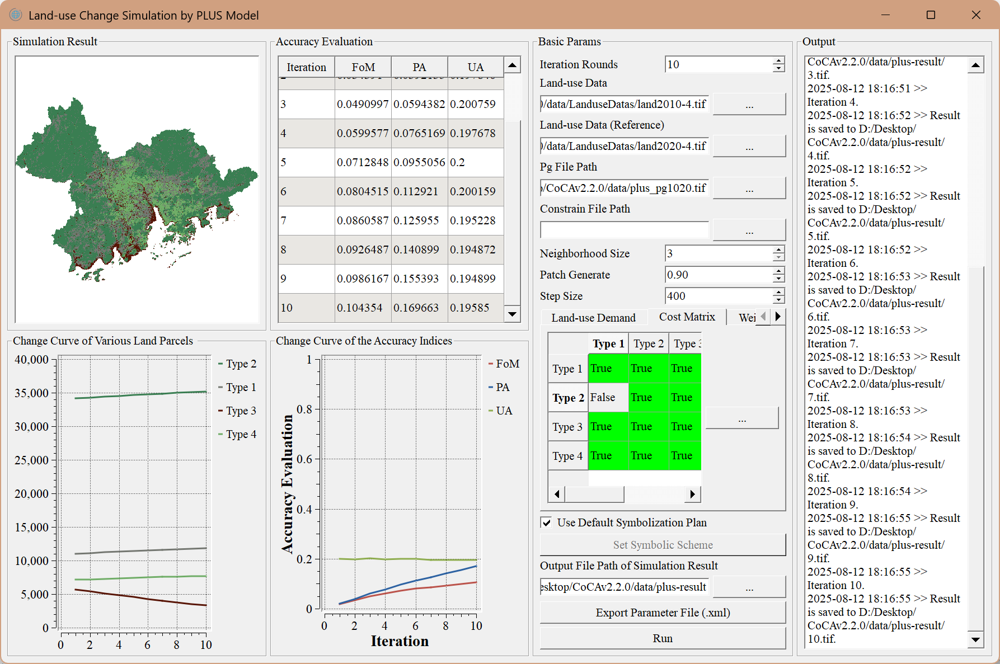 Land-use Change Simulation by PLUS Model
Simulation Result
Accuracy Evaluation
Iteration FoM PA UA
3 0.0490997 0.0594382 0.200759
4 0.0599577 0.0765169 0.197678
5 0.0712848 0.0955056 0.2
6 0.0804515 0.112921 0.200159
7 0.0860587 0.125955 0.195228
8 0.0926487 0.140899 0.194872
9 0.0986167 0.155393 0.194899
10 0.104354 0.169663 0.19585
Change Curve of Various Land Parcels
40,000
35,000
30,000
25,000
20,000
15,000
10,000
5,000
0
0 2 4 6 8 10
Type 2
Type 1
Type 3
Type 4
Change Curve of the Accuracy Indices
Accuracy Evaluation
1
0.8
0.6
0.4
0.2
0
0 2 4 6 8 10
Iteration
FoM
PA
UA
Basic Params
Iteration Rounds 10
Land-use Data
)/data/LanduseDatas/land2010-4.tif ...
Land-use Data (Reference)
)/data/LanduseDatas/land2020-4.tif ...
Pg File Path
/CoCAv2.2.0/data/plus_pg1020.tif ...
Constrain File Path
...
Neighborhood Size 3
Patch Generate 0.90
Step Size 400
Land-use Demand Cost Matrix Wei
Type 1 Type 2 Type 3
Type 1 True True True
Type 2 False True True
Type 3 True True True
Type 4 True True True
...
Use Default Symbolization Plan
Set Symbolic Scheme
Output File Path of Simulation Result
esktop/CoCAv2.2.0/data/plus-result ...
Export Parameter File (.xml)
Run
Output
CoCAv2.2.0/data/plus-result/
3.tif.
2025-08-12 18:16:51 >>
Iteration 4.
2025-08-12 18:16:52 >> Result
is saved to D:/Desktop/
CoCAv2.2.0/data/plus-result/
4.tif.
2025-08-12 18:16:52 >>
Iteration 5.
2025-08-12 18:16:52 >> Result
is saved to D:/Desktop/
CoCAv2.2.0/data/plus-result/
5.tif.
2025-08-12 18:16:52 >>
Iteration 6.
2025-08-12 18:16:53 >> Result
is saved to D:/Desktop/
CoCAv2.2.0/data/plus-result/
6.tif.
2025-08-12 18:16:53 >>
Iteration 7.
2025-08-12 18:16:53 >> Result
is saved to D:/Desktop/
CoCAv2.2.0/data/plus-result/
7.tif.
2025-08-12 18:16:53 >>
Iteration 8.
2025-08-12 18:16:54 >> Result
is saved to D:/Desktop/
CoCAv2.2.0/data/plus-result/
8.tif.
2025-08-12 18:16:54 >>
Iteration 9.
2025-08-12 18:16:55 >> Result
is saved to D:/Desktop/
CoCAv2.2.0/data/plus-result/
9.tif.
2025-08-12 18:16:55 >>
Iteration 10.
2025-08-12 18:16:55 >> Result
is saved to D:/Desktop/
CoCAv2.2.0/data/plus-result/
10.tif.